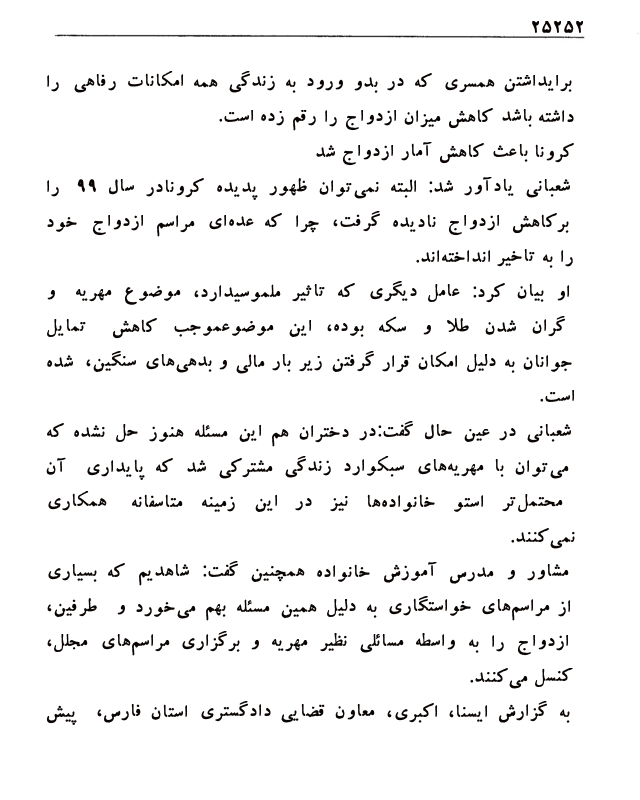 ۲۵۲۵۲
برایداشتن همسری که در بدو ورود به زندگی همه امکانات رفاهی را
داشته باشد کاهش میزان ازدواج را رقم زده است.
کرونا باعث کاهش آمار ازدواج شد
شعبانی یادآور شد: البته نمی‌توان ظهور پدیده کرونادر سال ۹۹ را
برکاهش ازدواج نادیده گرفت، چرا که عده‌ای مراسم ازدواج خود
را به تاخیر انداخته‌اند.
او بیان کرد: عامل دیگری که تاثیر ملموسیدارد، موضوع مهریه و
گران شدن طلا و سکه بوده، این موضوعموجب کاهش تمایل
جوانان به دلیل امکان قرار گرفتن زیر بار مالی و بدهی‌های سنگین، شده
است.
شعبانی در عین حال گفت:در دختران هم این مسئله هنوز حل نشده که
می‌توان با مهریه‌های سبکوارد زندگی مشترکی شد که پایداری آن
محتمل‌تر استو خانواده‌ها نیز در این زمینه متاسفانه همکاری
نمی‌کنند.
مشاور و مدرس آموزش خانواده همچنین گفت: شاهدیم که بسیاری
از مراسم‌های خواستگاری به دلیل همین مسئله بهم می‌خورد و طرفین،
ازدواج را به واسطه مسائلی نظیر مهریه و برگزاری مراسم‌های مجلل،
کنسل می‌کنند.
به گزارش ایسنا، اکبری، معاون قضایی دادگستری استان فارس، پیش